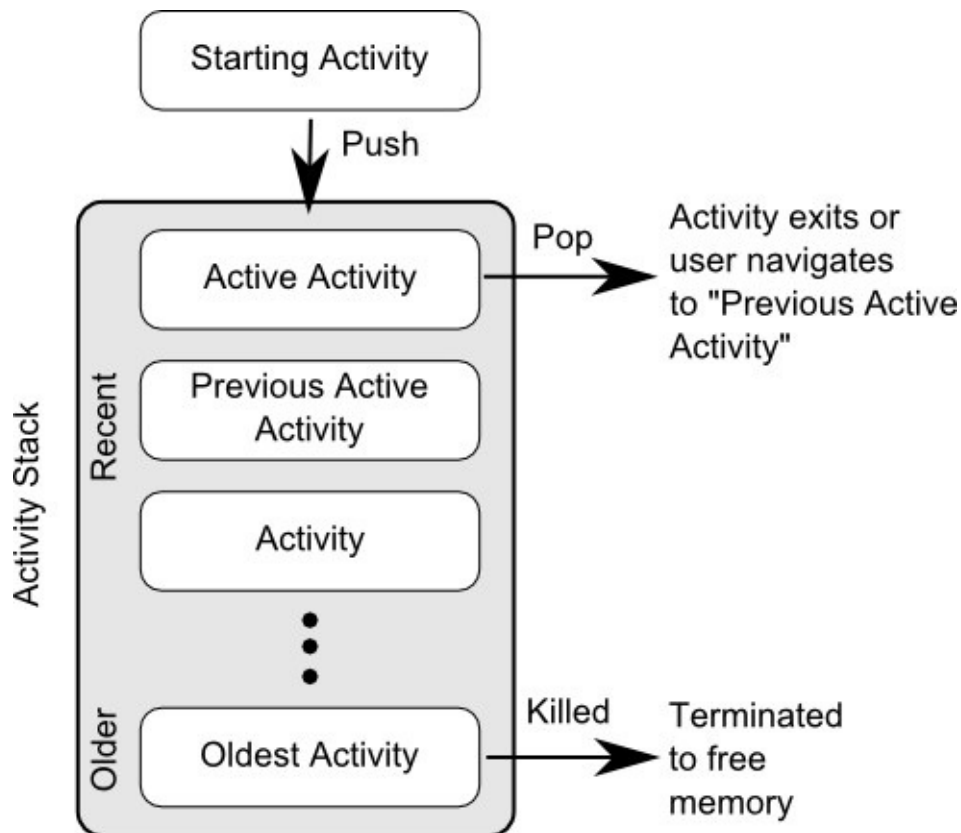 Starting Activity
Push
Active Activity
Pop
Activity exits or
user navigates
to "Previous Active
Activity"
Previous Active
Activity
Activity
Oldest Activity
Killed
Terminated
to free
memory
Recent
Older
Activity Stack